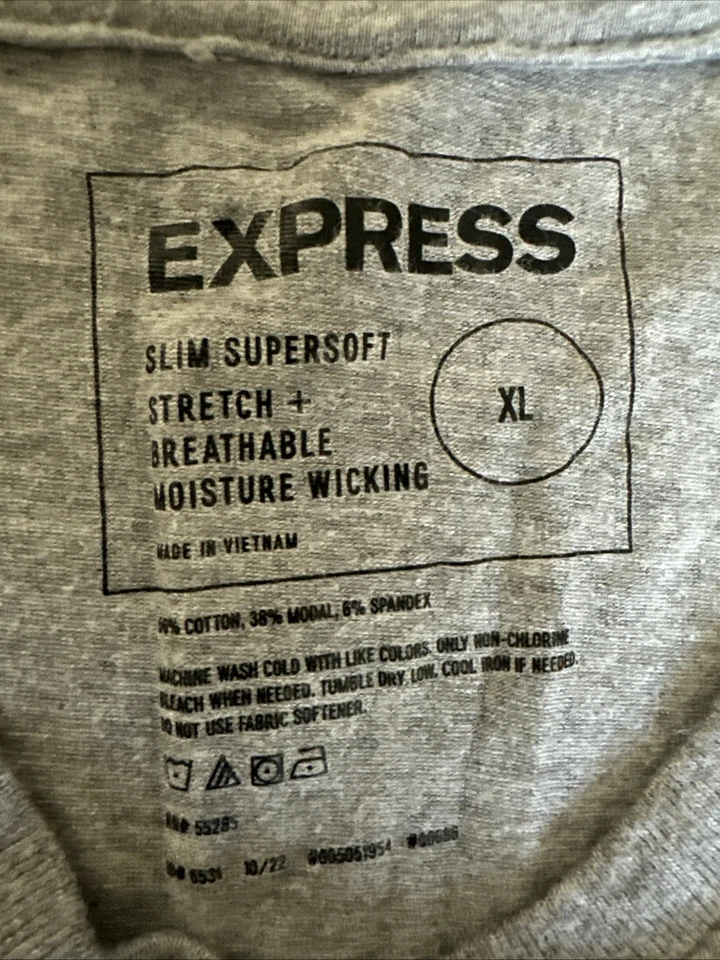 EXPRESS
SLIM SUPERSOFT
STRETCH +
BREATHABLE
MOISTURE WICKING
XL
MADE IN VIETNAM
COTTON, 38% MODAL, 6% SPANDEX
MACHINE WASH COLD WITH LIKE COLORS. ONLY NON-CHLORINE
BLEACH WHEN NEEDED. TUMBLE DRY LOW. COOL IRON IF NEEDED.
DO NOT USE FABRIC SOFTENER.
55285
6531 10/22